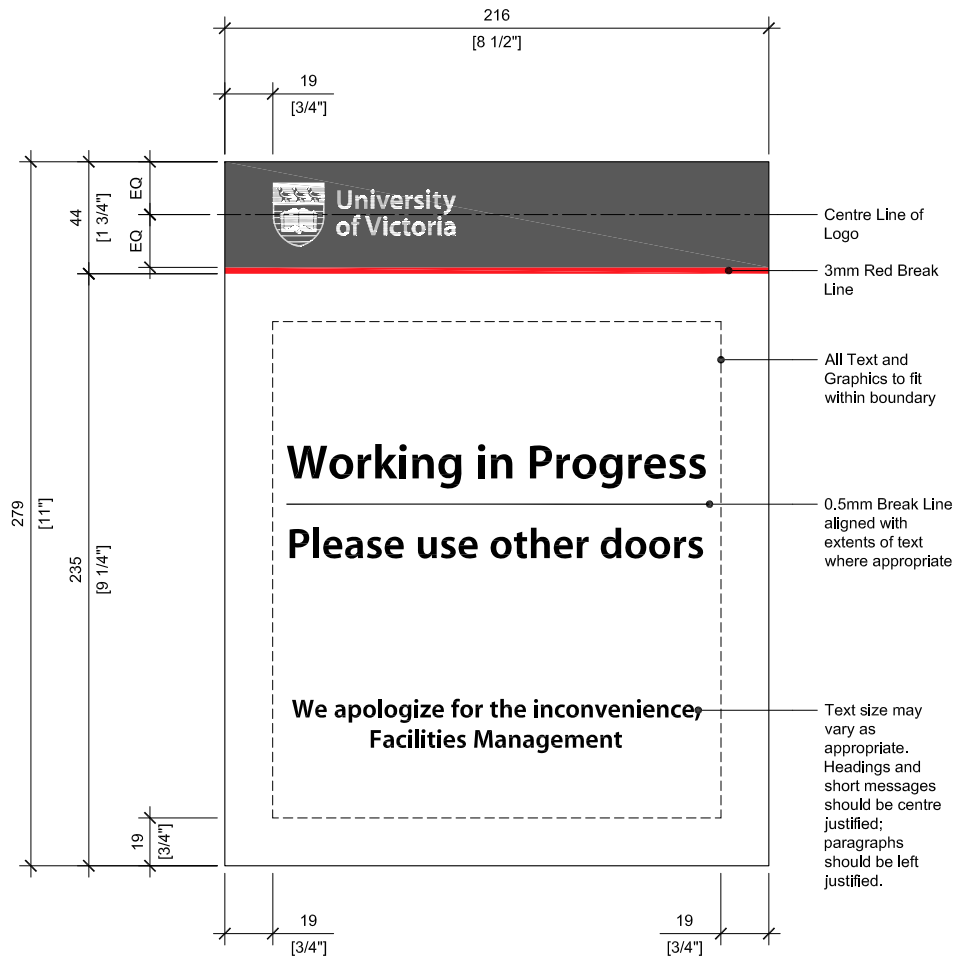 216
[8 1/2"]
19
[3/4"]
44
[1 3/4"]
EQ
EQ
University
of Victoria
Centre Line of
Logo
3mm Red Break
Line
All Text and
Graphics to fit
within boundary
Working in Progress
0.5mm Break Line
aligned with
extents of text
where appropriate
Please use other doors
279
[11"]
235
[9 1/4"]
We apologize for the inconvenience,
Facilities Management
Text size may
vary as
appropriate.
Headings and
short messages
should be centre
justified;
paragraphs
should be left
justified.
19
[3/4"]
19
[3/4"]
19
[3/4"]